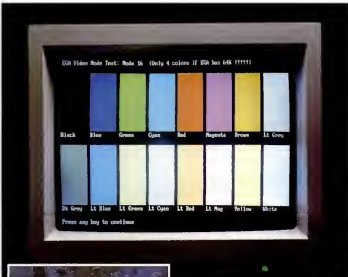 EGA Video Mode Test: Mode 16 (Only 4 colors if EGA has 64K !!!!!)
Black Blue Green Cyan Red Magenta Brown Lt Grey
Dk Grey Lt Blue Lt Green Lt Cyan Lt Red Lt Mag Yellow White
Press any key to continue